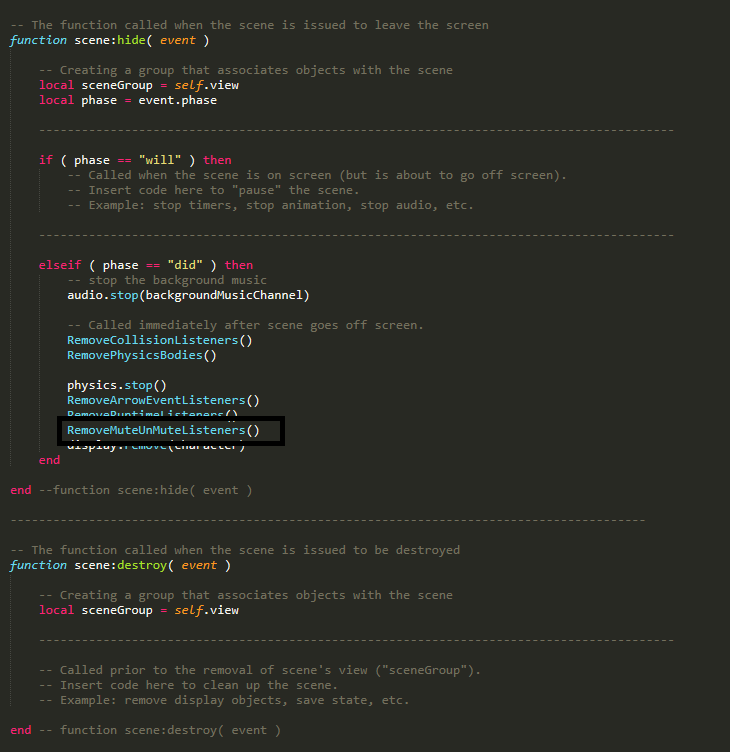 -- The function called when the scene is issued to leave the screen
function scene:hide( event )
-- Creating a group that associates objects with the scene
local sceneGroup = self.view
local phase = event.phase
-----------------------------------------------------------------------------------------
if ( phase == "will" ) then
-- Called when the scene is on screen (but is about to go off screen).
-- Insert code here to "pause" the scene.
-- Example: stop timers, stop animation, stop audio, etc.
-----------------------------------------------------------------------------------------
elseif ( phase == "did" ) then
-- stop the background music
audio.stop(backgroundMusicChannel)
-- Called immediately after scene goes off screen.
RemoveCollisionListeners()
RemovePhysicsBodies()
physics.stop()
RemoveArrowEventListeners()
RemoveRuntimeListeners()
RemoveMuteUnMuteListeners()
display.remove(character)
end
end --function scene:hide( event )
-----------------------------------------------------------------------------------------
-- The function called when the scene is issued to be destroyed
function scene:destroy( event )
-- Creating a group that associates objects with the scene
local sceneGroup = self.view
-----------------------------------------------------------------------------------------
-- Called prior to the removal of scene's view ("sceneGroup").
-- Insert code here to clean up the scene.
-- Example: remove display objects, save state, etc.
end -- function scene:destroy( event )